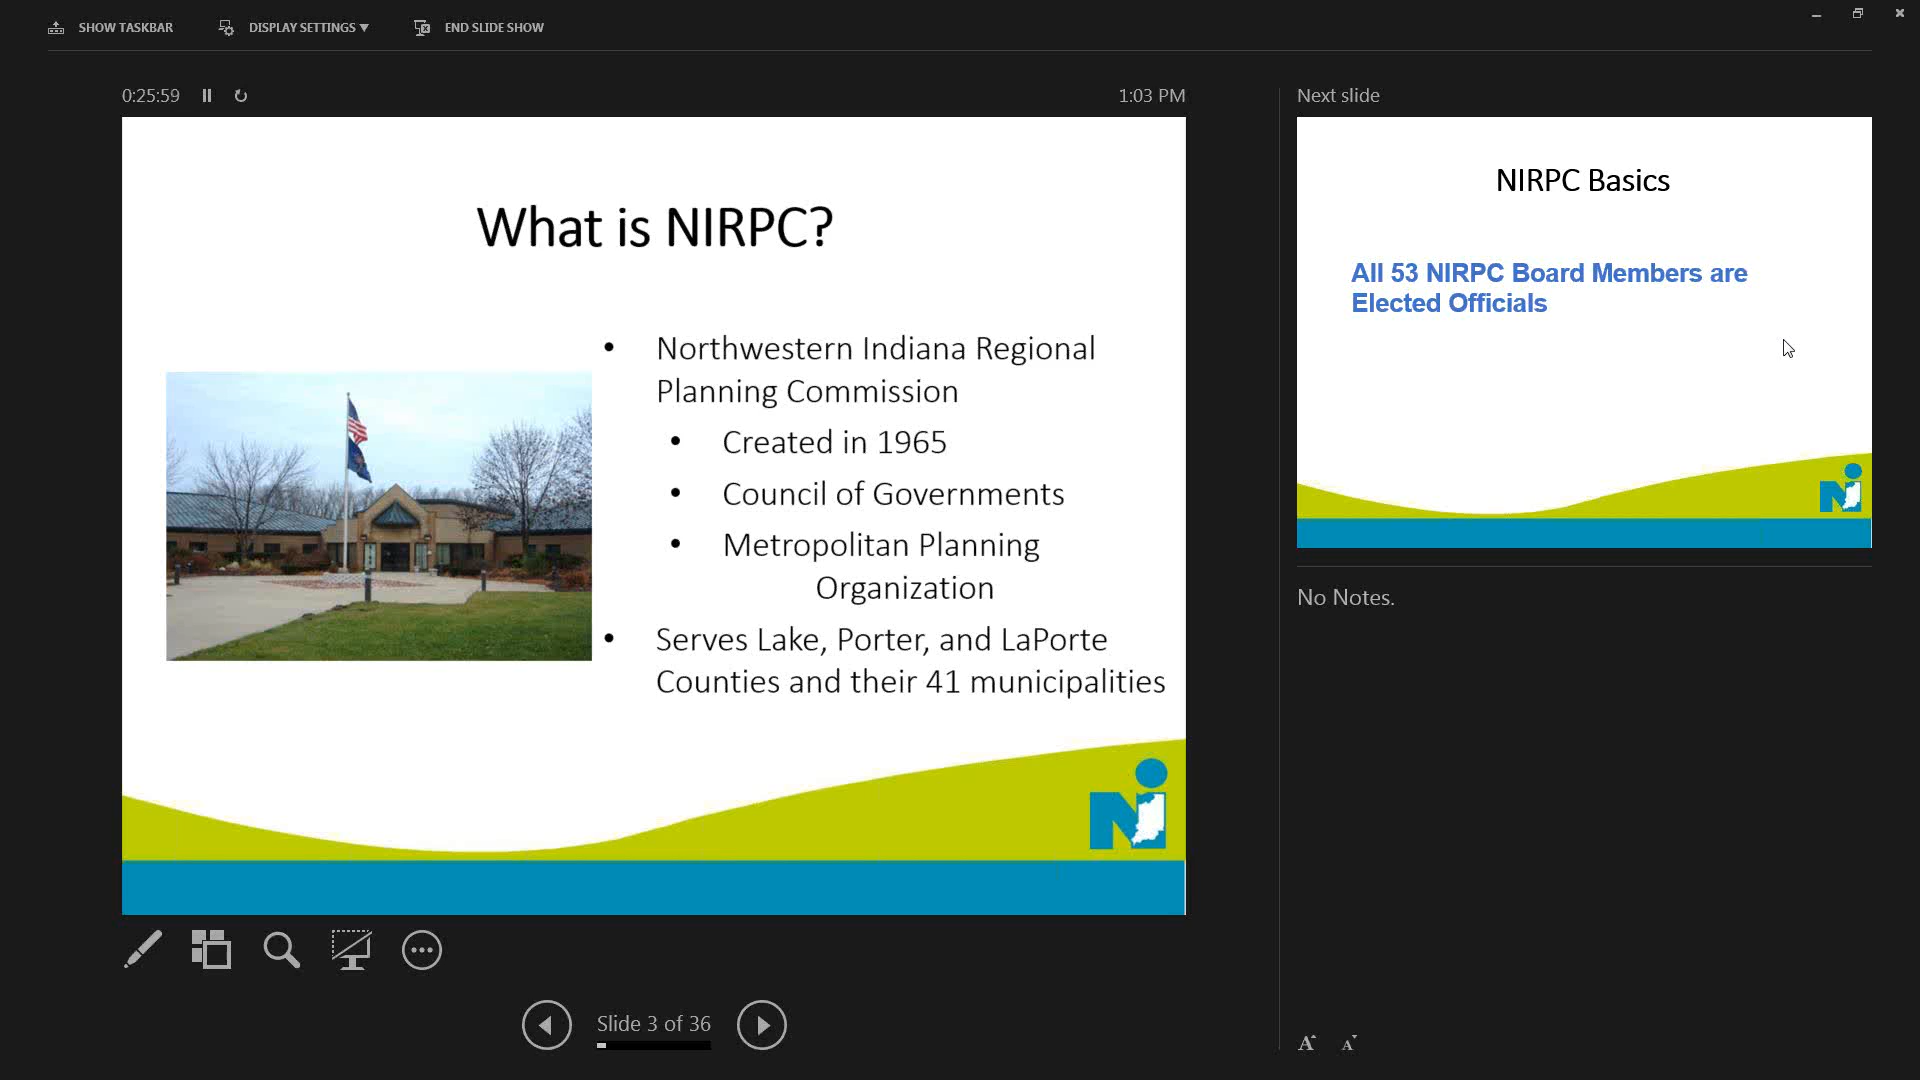 SHOW TASKBAR
DISPLAY SETTINGS ▼
END SLIDE SHOW
0:25:59
1:03 PM
What is NIRPC?
• Northwestern Indiana Regional
Planning Commission
• Created in 1965
• Council of Governments
• Metropolitan Planning
Organization
• Serves Lake, Porter, and LaPorte
Counties and their 41 municipalities
Slide 3 of 36
Next slide
NIRPC Basics
All 53 NIRPC Board Members are
Elected Officials
No Notes.
A A